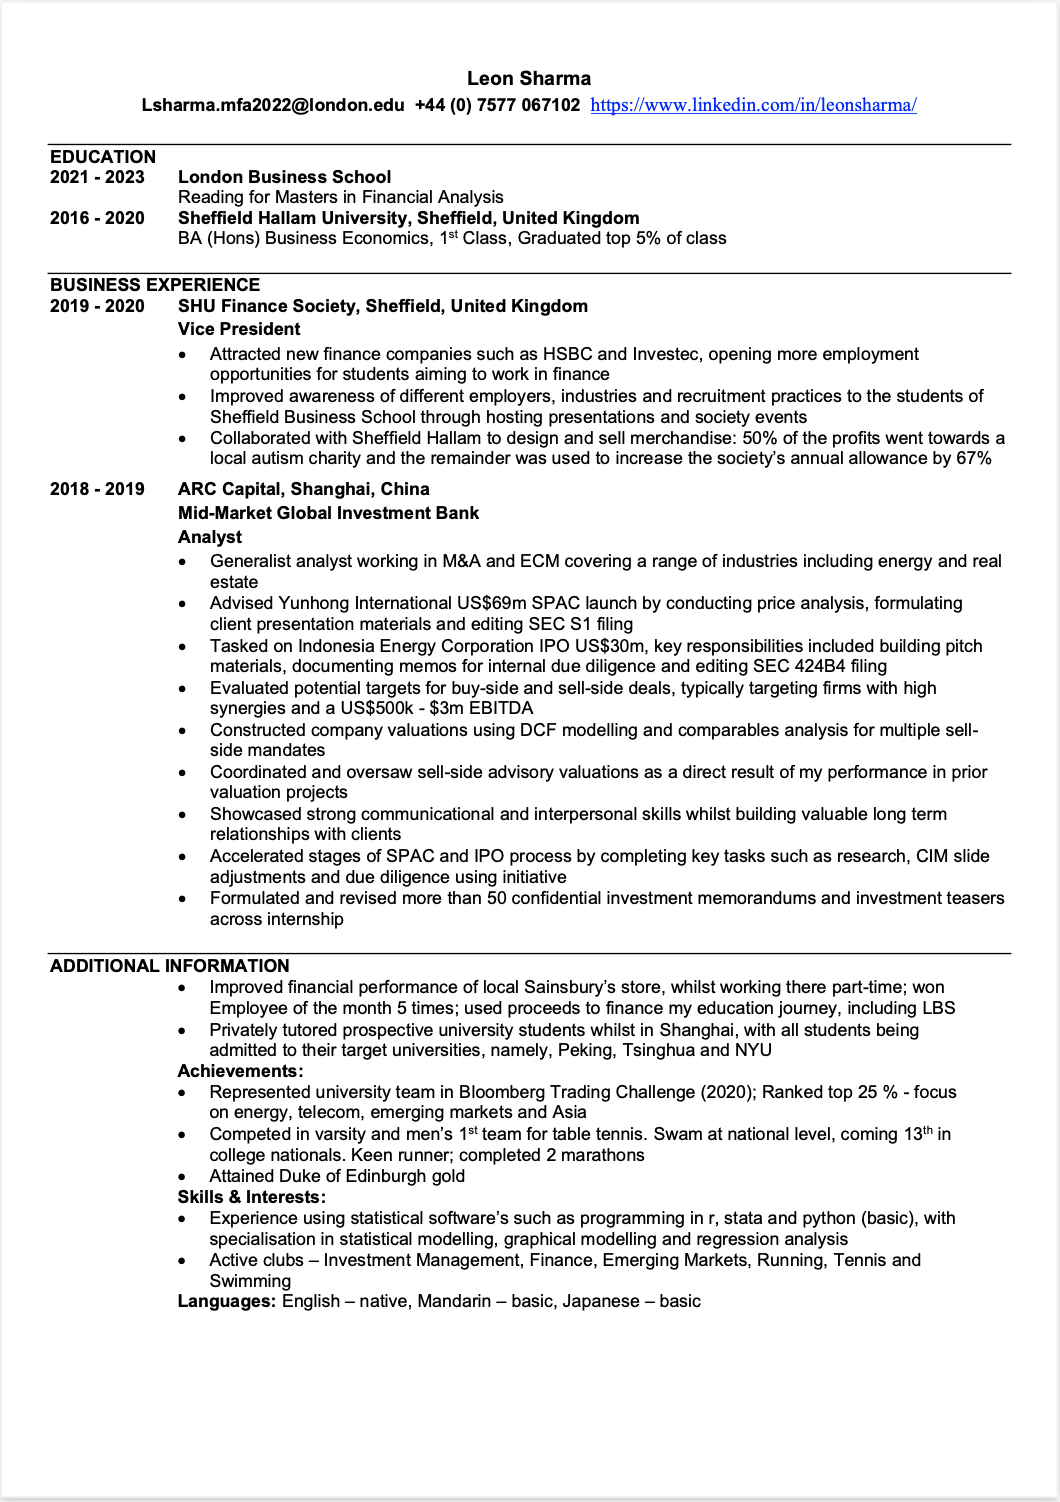 Leon Sharma
Lsharma.mfa2022@london.edu +44 (0) 7577 067102 https://www.linkedin.com/in/leonsharma/
EDUCATION
2021 - 2023 London Business School
Reading for Masters in Financial Analysis
2016 - 2020 Sheffield Hallam University, Sheffield, United Kingdom
BA (Hons) Business Economics, 1st Class, Graduated top 5% of class
BUSINESS EXPERIENCE
2019 - 2020 SHU Finance Society, Sheffield, United Kingdom
Vice President
• Attracted new finance companies such as HSBC and Investec, opening more employment
opportunities for students aiming to work in finance
• Improved awareness of different employers, industries and recruitment practices to the students of
Sheffield Business School through hosting presentations and society events
• Collaborated with Sheffield Hallam to design and sell merchandise: 50% of the profits went towards a
local autism charity and the remainder was used to increase the society's annual allowance by 67%
2018 - 2019 ARC Capital, Shanghai, China
Mid-Market Global Investment Bank
Analyst
• Generalist analyst working in M&A and ECM covering a range of industries including energy and real
estate
• Advised Yunhong International US$69m SPAC launch by conducting price analysis, formulating
client presentation materials and editing SEC S1 filing
• Tasked on Indonesia Energy Corporation IPO US$30m, key responsibilities included building pitch
materials, documenting memos for internal due diligence and editing SEC 424B4 filing
• Evaluated potential targets for buy-side and sell-side deals, typically targeting firms with high
synergies and a US$500k - $3m EBITDA
• Constructed company valuations using DCF modelling and comparables analysis for multiple sell-
side mandates
• Coordinated and oversaw sell-side advisory valuations as a direct result of my performance in prior
valuation projects
• Showcased strong communicational and interpersonal skills whilst building valuable long term
relationships with clients
• Accelerated stages of SPAC and IPO process by completing key tasks such as research, CIM slide
adjustments and due diligence using initiative
• Formulated and revised more than 50 confidential investment memorandums and investment teasers
across internship
ADDITIONAL INFORMATION
• Improved financial performance of local Sainsbury's store, whilst working there part-time; won
Employee of the month 5 times; used proceeds to finance my education journey, including LBS
• Privately tutored prospective university students whilst in Shanghai, with all students being
admitted to their target universities, namely, Peking, Tsinghua and NYU
Achievements:
• Represented university team in Bloomberg Trading Challenge (2020); Ranked top 25 % - focus
on energy, telecom, emerging markets and Asia
• Competed in varsity and men's 1st team for table tennis. Swam at national level, coming 13th in
college nationals. Keen runner; completed 2 marathons
• Attained Duke of Edinburgh gold
Skills & Interests:
• Experience using statistical software's such as programming in r, stata and python (basic), with
specialisation in statistical modelling, graphical modelling and regression analysis
• Active clubs – Investment Management, Finance, Emerging Markets, Running, Tennis and
Swimming
Languages: English – native, Mandarin – basic, Japanese – basic